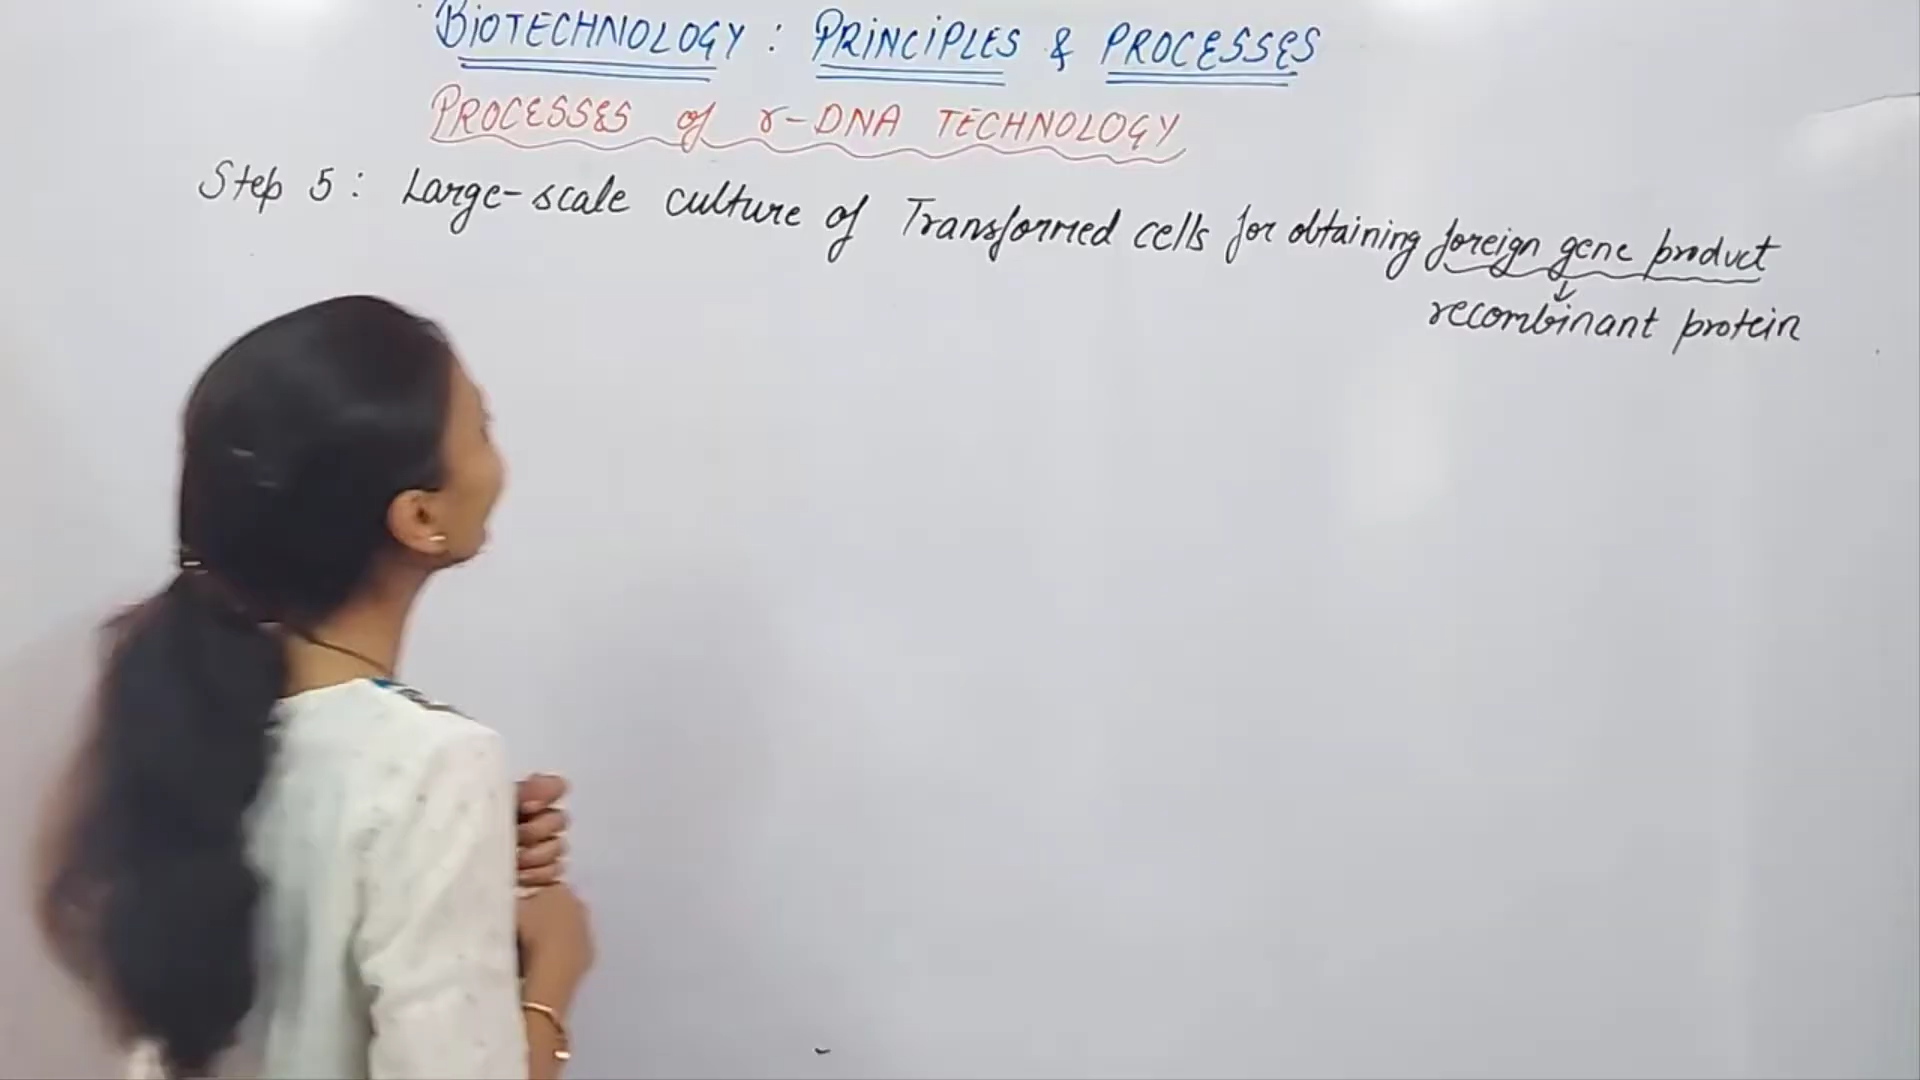 BIOTECHNOLOGY : PRINCIPLES & PROCESSES
PROCESSES of r-DNA TECHNOLOGY
Step 5 : Large-scale culture of Transformed cells for obtaining foreign gene product
↓
recombinant protein